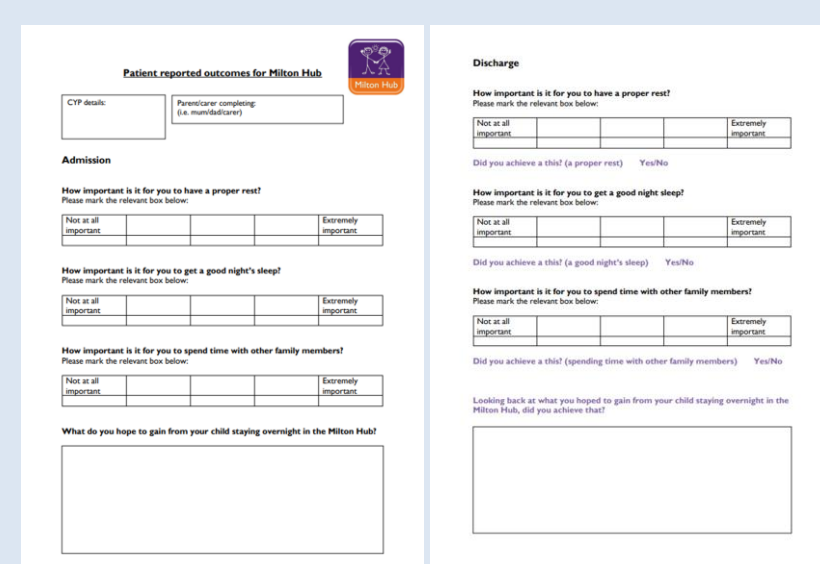 Patient reported outcomes for Milton Hub
Milton Hub
CYP details:
Parent/carer completing:
(i.e. mum/dad/carer)
Admission
How important is it for you to have a proper rest?
Please mark the relevant box below:
Not at all
important
Extremely
important
How important is it for you to get a good night's sleep?
Please mark the relevant box below:
Not at all
important
Extremely
important
How important is it for you to spend time with other family members?
Please mark the relevant box below:
Not at all
important
Extremely
important
What do you hope to gain from your child staying overnight in the Milton Hub?
Discharge
How important is it for you to have a proper rest?
Please mark the relevant box below:
Not at all
important
Extremely
important
Did you achieve a this? (a proper rest) Yes/No
How important is it for you to get a good night sleep?
Please mark the relevant box below:
Not at all
important
Extremely
important
Did you achieve a this? (a good night's sleep) Yes/No
How important is it for you to spend time with other family members?
Please mark the relevant box below:
Not at all
important
Extremely
important
Did you achieve a this? (spending time with other family members) Yes/No
Looking back at what you hoped to gain from your child staying overnight in the
Milton Hub, did you achieve that?